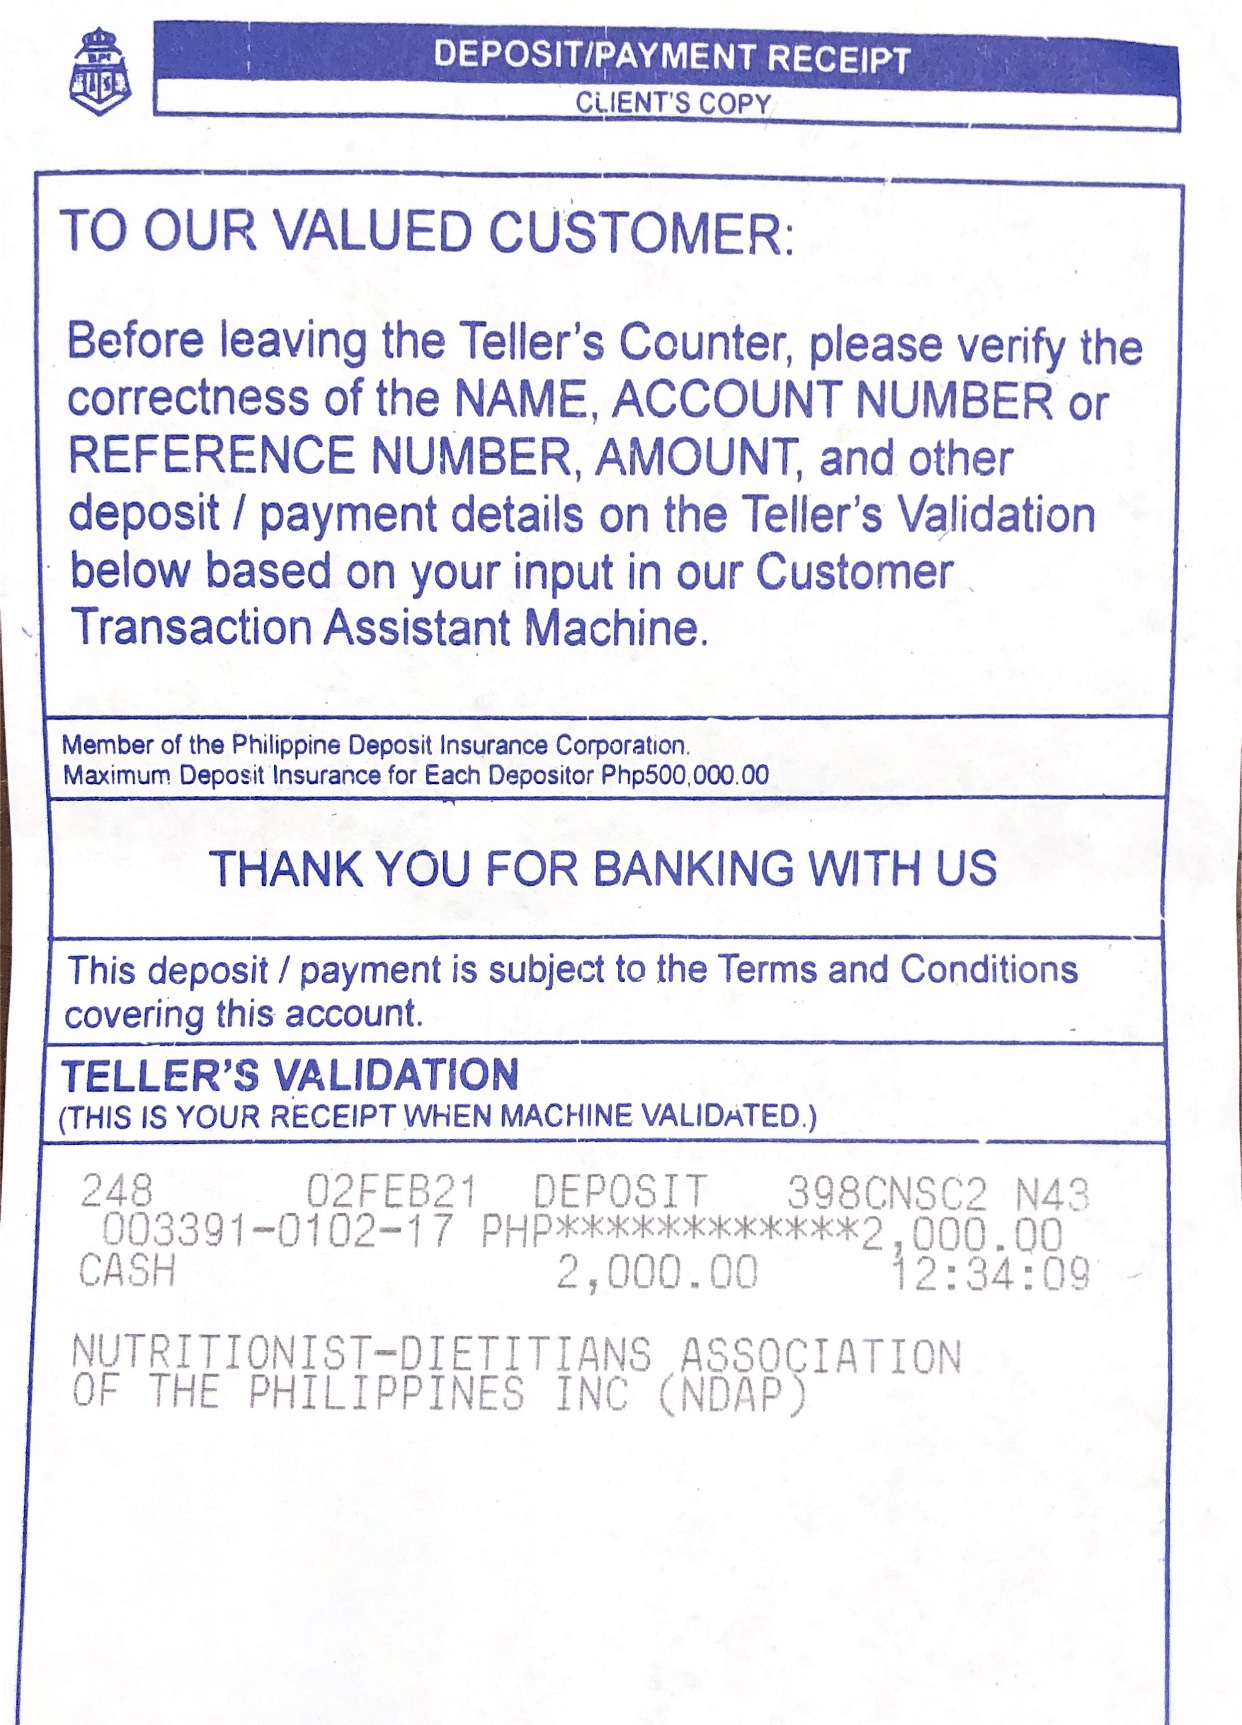 BPI
DEPOSIT/PAYMENT RECEIPT
CLIENT'S COPY
TO OUR VALUED CUSTOMER:
Before leaving the Teller's Counter, please verify the
correctness of the NAME, ACCOUNT NUMBER or
REFERENCE NUMBER, AMOUNT, and other
deposit / payment details on the Teller's Validation
below based on your input in our Customer
Transaction Assistant Machine.
Member of the Philippine Deposit Insurance Corporation.
Maximum Deposit Insurance for Each Depositor Php500,000.00
THANK YOU FOR BANKING WITH US
This deposit / payment is subject to the Terms and Conditions
covering this account.
TELLER'S VALIDATION
(THIS IS YOUR RECEIPT WHEN MACHINE VALIDATED.)
248 02FEB21 DEPOSIT 398CNSC2 N43
003391-0102-17 PHP************2,000.00
CASH 2,000.00 12:34:09
NUTRITIONIST-DIETITIANS ASSOCIATION
OF THE PHILIPPINES INC (NDAP)